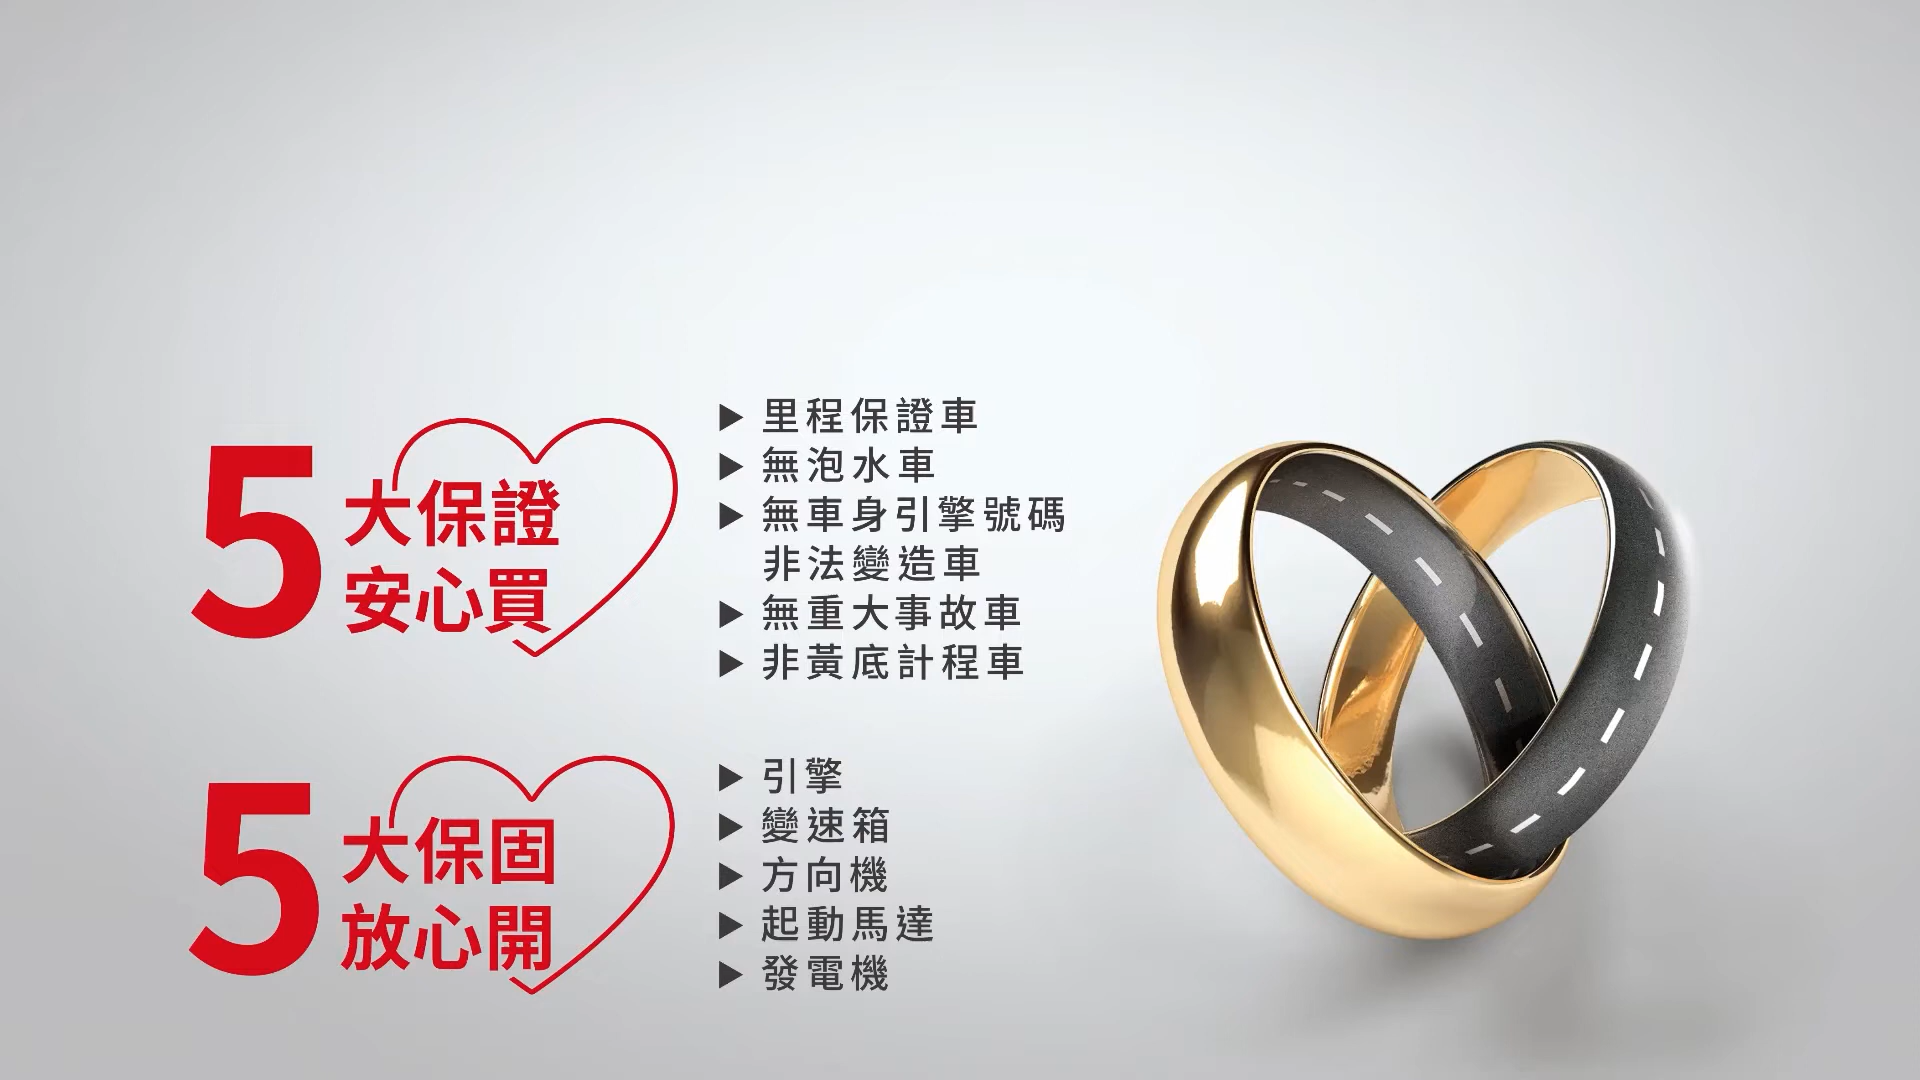 5大保證
安心買
里程保證車
無泡水車
無車身引擎號碼
非法變造車
無重大事故車
非黃底計程車
5大保固
放心開
引擎
變速箱
方向機
起動馬達
發電機